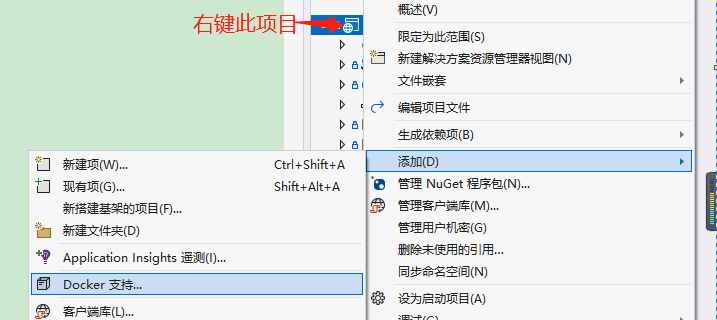 右键此项目
概述(V)
限定为此范围(S)
新建解决方案资源管理器视图(N)
文件嵌套
编辑项目文件
生成依赖项(B)
添加(D)
管理 NuGet 程序包(N)...
管理客户端库(M)...
管理用户机密(G)
删除未使用的引用...
同步命名空间(N)
设为启动项目(A)
调试(G)
新建项(W)... Ctrl+Shift+A
现有项(G)... Shift+Alt+A
新搭建基架的项目(F)...
新建文件夹(D)
Application Insights 遥测(I)...
Docker 支持...
客户端库(L)...